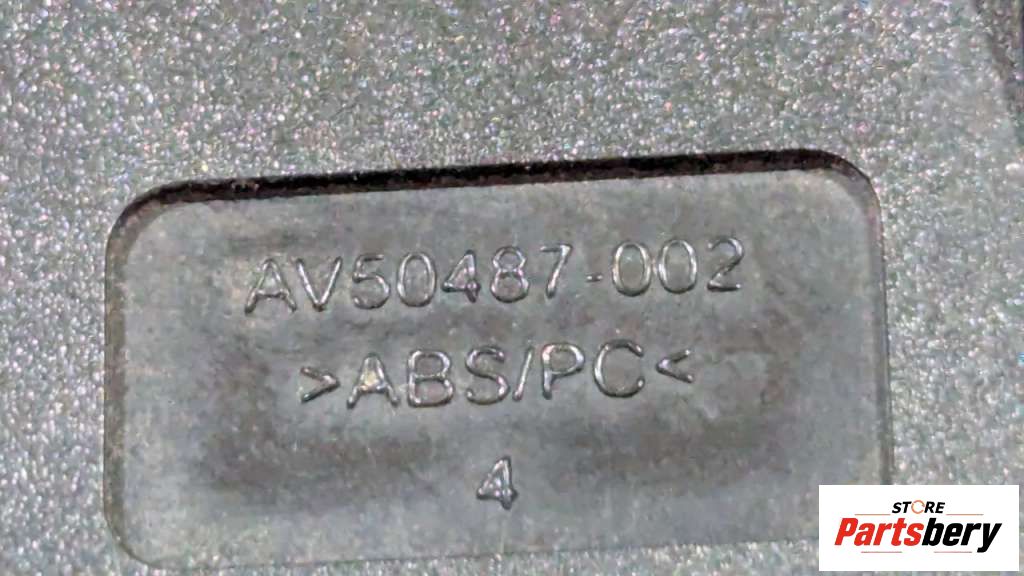 AV50487-002
>ABS/PC<
4
STORE
Partsbery